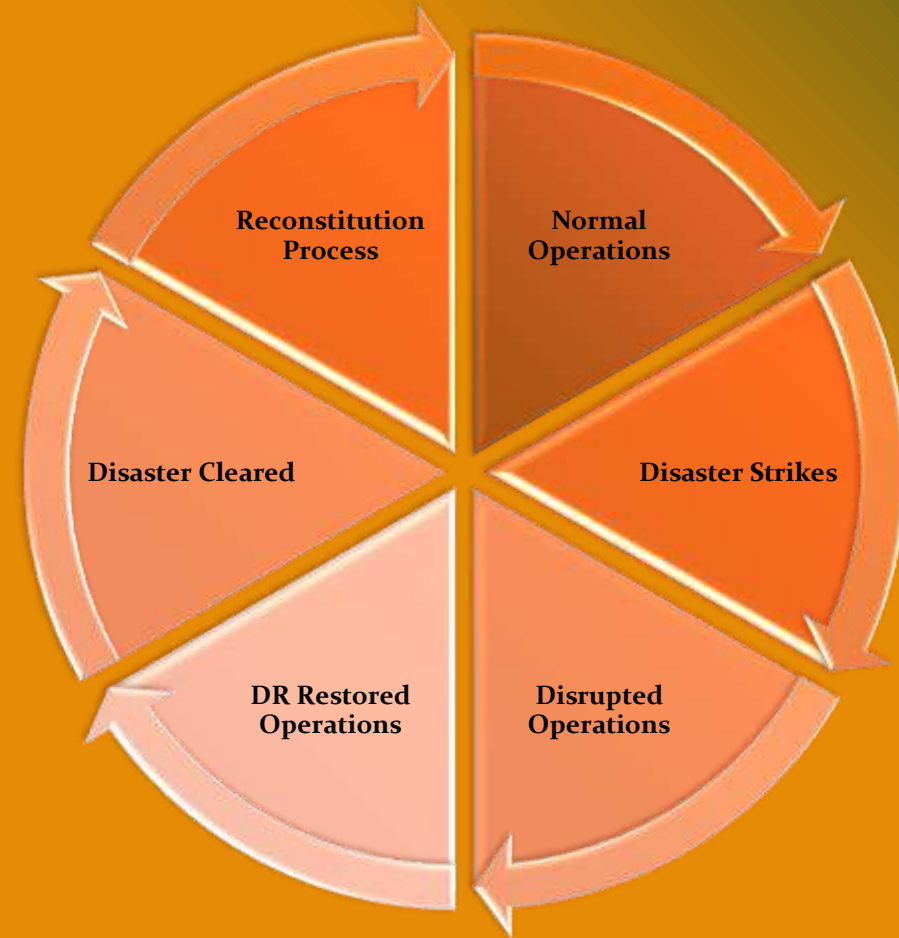 Reconstitution
Process
Normal
Operations
Disaster Cleared
Disaster Strikes
DR Restored
Operations
Disrupted
Operations